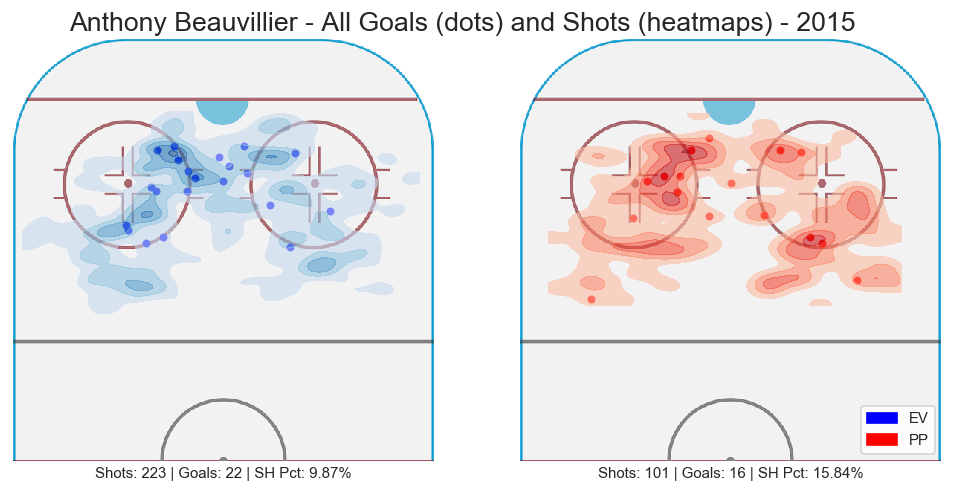 Anthony Beauvillier - All Goals (dots) and Shots (heatmaps) - 2015
EV
PP
Shots: 223 | Goals: 22 | SH Pct: 9.87%
Shots: 101 | Goals: 16 | SH Pct: 15.84%